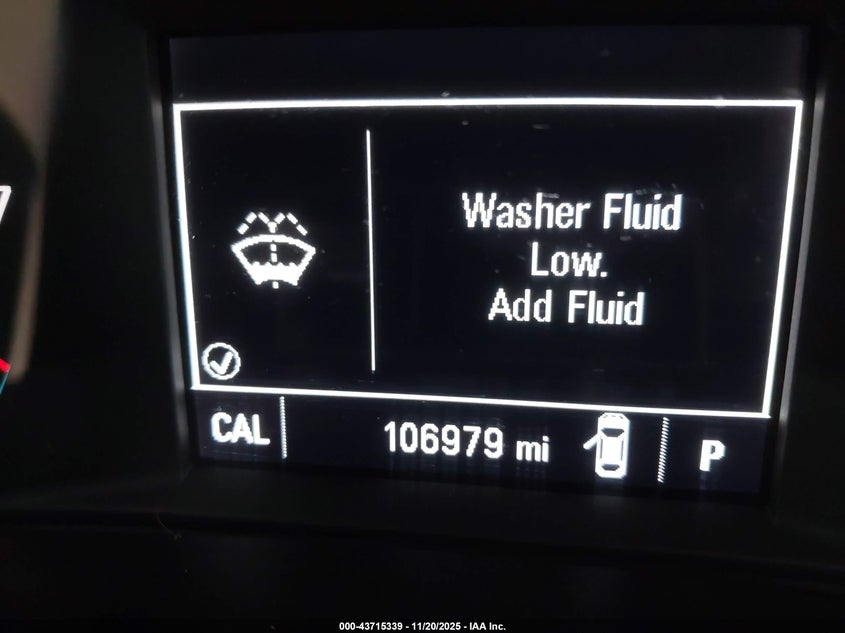 Washer Fluid
Low.
Add Fluid
CAL 106979 mi P
000-43715339 - 11/20/2025 - IAA Inc.